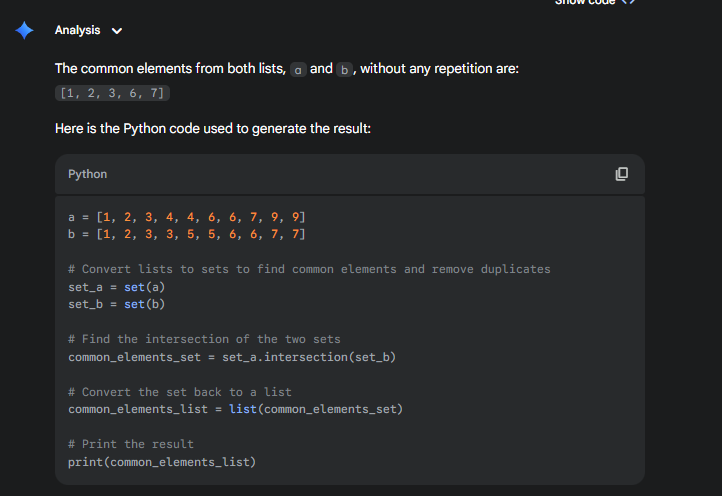 Show code <>
Analysis
The common elements from both lists, a and b, without any repetition are:
[1, 2, 3, 6, 7]
Here is the Python code used to generate the result:
Python
a = [1, 2, 3, 4, 4, 6, 6, 7, 9, 9]
b = [1, 2, 3, 3, 5, 5, 6, 6, 7, 7]
# Convert lists to sets to find common elements and remove duplicates
set_a = set(a)
set_b = set(b)
# Find the intersection of the two sets
common_elements_set = set_a.intersection(set_b)
# Convert the set back to a list
common_elements_list = list(common_elements_set)
# Print the result
print(common_elements_list)